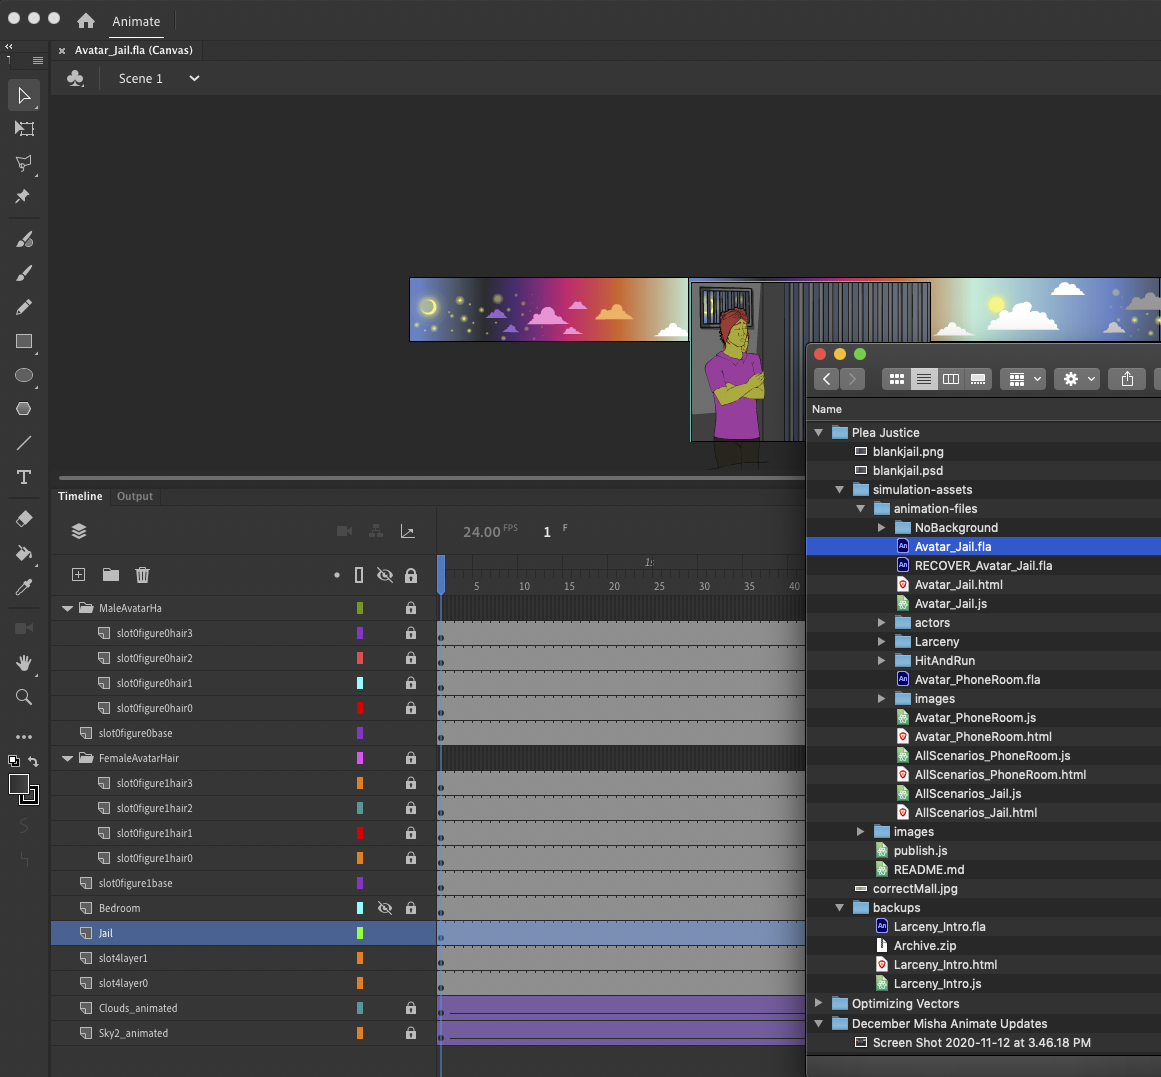 Animate
Avatar_Jail.fla (Canvas)
Scene 1
Timeline
Output
24.00 FPS
1 F
1s
5 10 15 20 25 30 35 40
MaleAvatarHa
slot0figure0hair3
slot0figure0hair2
slot0figure0hair1
slot0figure0hair0
slot0figure0base
FemaleAvatarHair
slot0figure1hair3
slot0figure1hair2
slot0figure1hair1
slot0figure1hair0
slot0figure1base
Bedroom
Jail
slot4layer1
slot4layer0
Clouds_animated
Sky2_animated
Name
Plea Justice
blankjail.png
blankjail.psd
simulation-assets
animation-files
NoBackground
An Avatar_Jail.fla
An RECOVER_Avatar_Jail.fla
Avatar_Jail.html
Avatar_Jail.js
actors
Larceny
HitAndRun
An Avatar_PhoneRoom.fla
images
Avatar_PhoneRoom.js
Avatar_PhoneRoom.html
AllScenarios_PhoneRoom.js
AllScenarios_PhoneRoom.html
AllScenarios_Jail.js
AllScenarios_Jail.html
images
publish.js
README.md
correctMall.jpg
backups
An Larceny_Intro.fla
Archive.zip
Larceny_Intro.html
Larceny_Intro.js
Optimizing Vectors
December Misha Animate Updates
Screen Shot 2020-11-12 at 3.46.18 PM